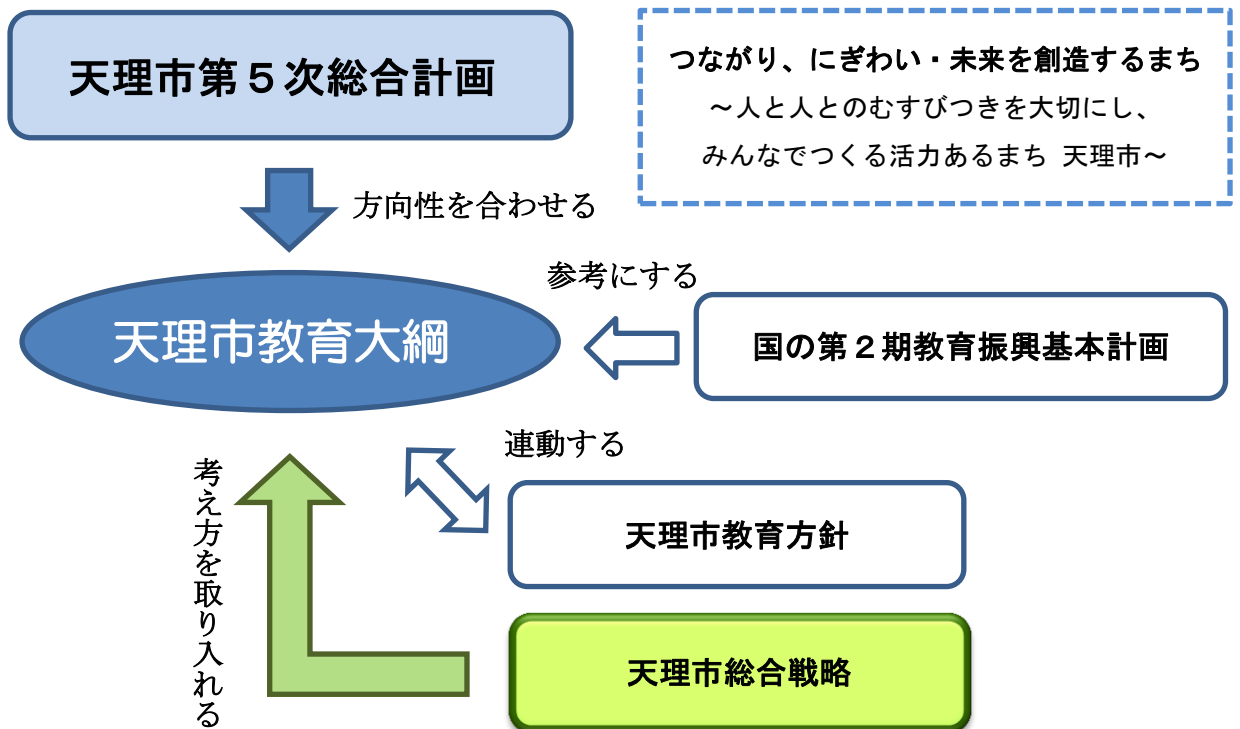 天理市第５次総合計画
つながり、にぎわい・未来を創造するまち
～人と人とのむすびつきを大切にし、
みんなでつくる活力あるまち 天理市～
方向性を合わせる
参考にする
天理市教育大綱
国の第２期教育振興基本計画
連動する
考え方を取り入れる
天理市教育方針
天理市総合戦略